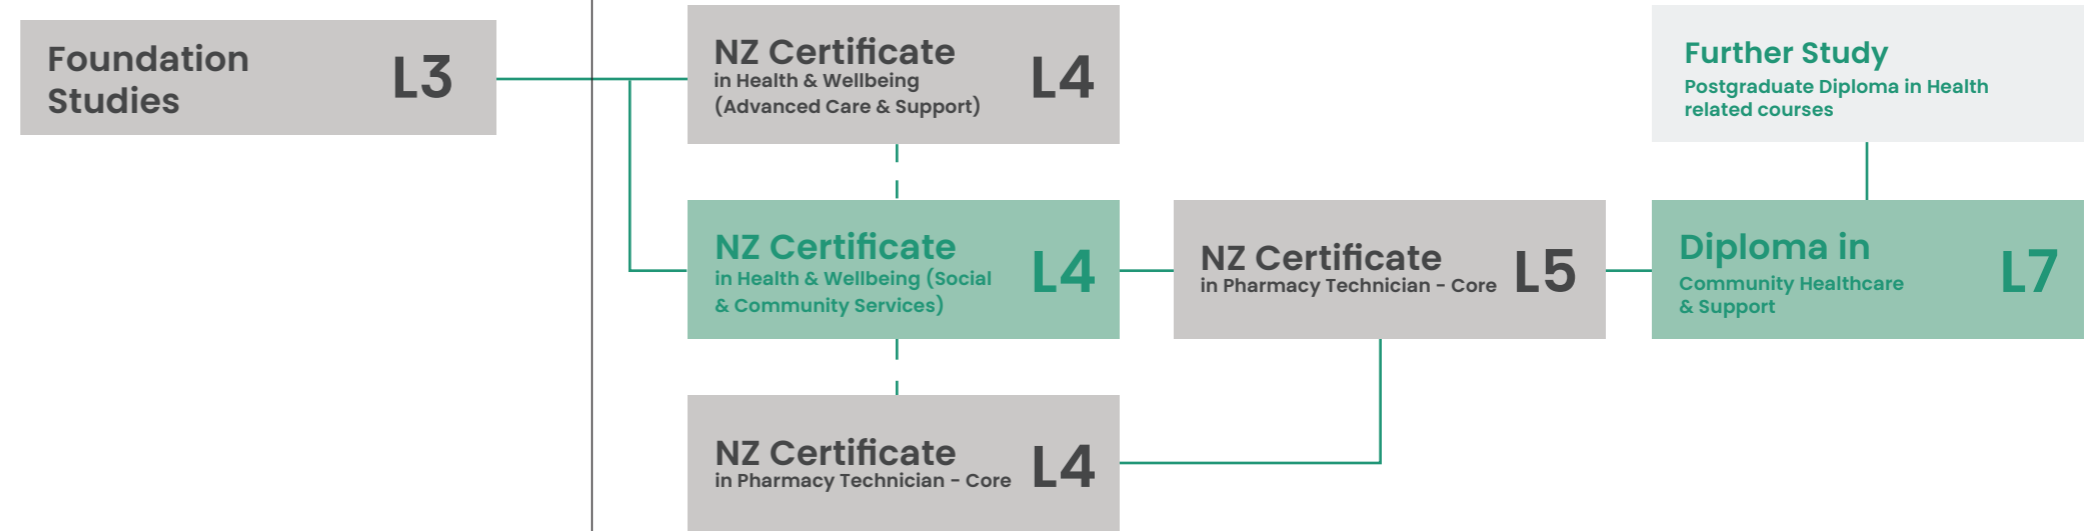 Foundation
Studies
L3
NZ Certificate
in Health & Wellbeing
(Advanced Care & Support)
L4
NZ Certificate
in Health & Wellbeing (Social
& Community Services)
L4
NZ Certificate
in Pharmacy Technician - Core
L4
NZ Certificate
in Pharmacy Technician - Core
L5
Further Study
Postgraduate Diploma in Health
related courses
Diploma in
Community Healthcare
& Support
L7